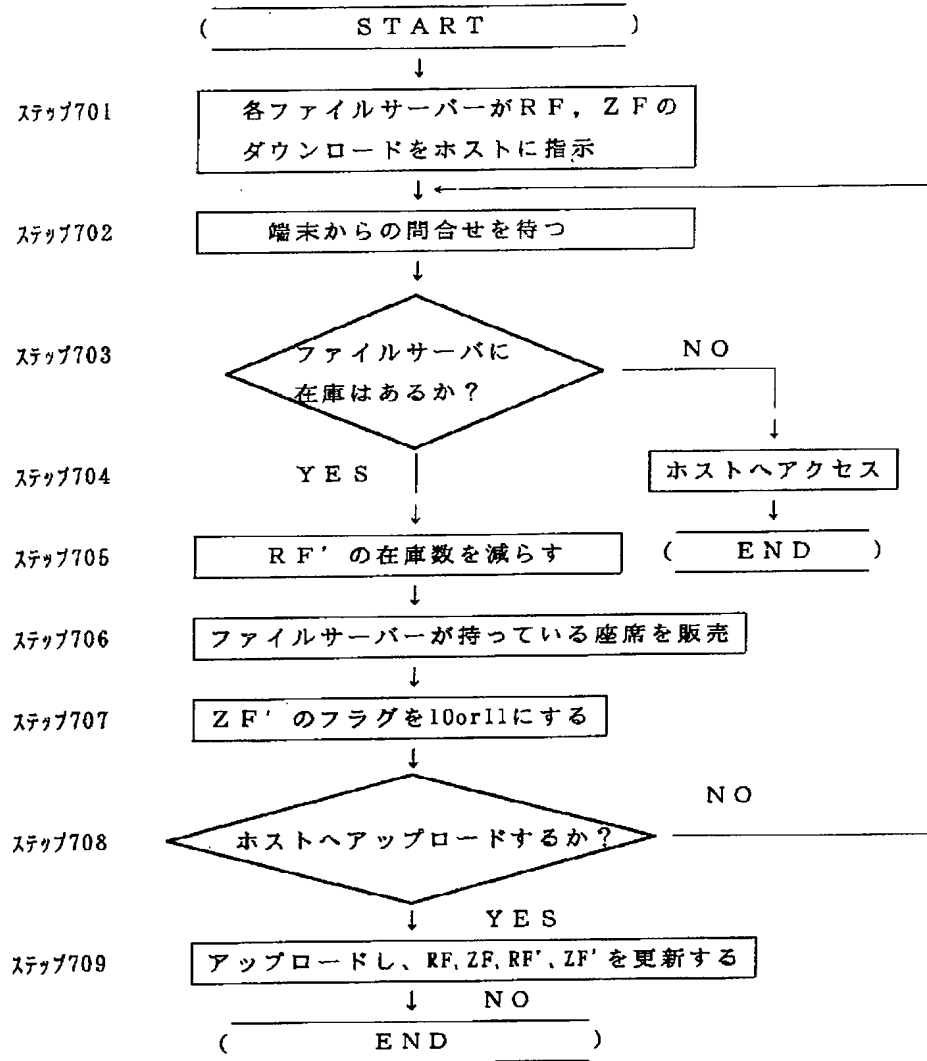 START
ステップ701
各ファイルサーバーがRF, ZFの
ダウンロードをホストに指示
ステップ702
端末からの問合せを待つ
ステップ703
ファイルサーバに
在庫はあるか?
NO
ステップ704
YES
ホストへアクセス
ステップ705
RF'の在庫数を減らす
END
ステップ706
ファイルサーバーが持っている座席を販売
ステップ707
ZF'のフラグを10or11にする
NO
ステップ708
ホストへアップロードするか?
YES
ステップ709
アップロードし、RF,ZF,RF',ZF'を更新する
NO
END